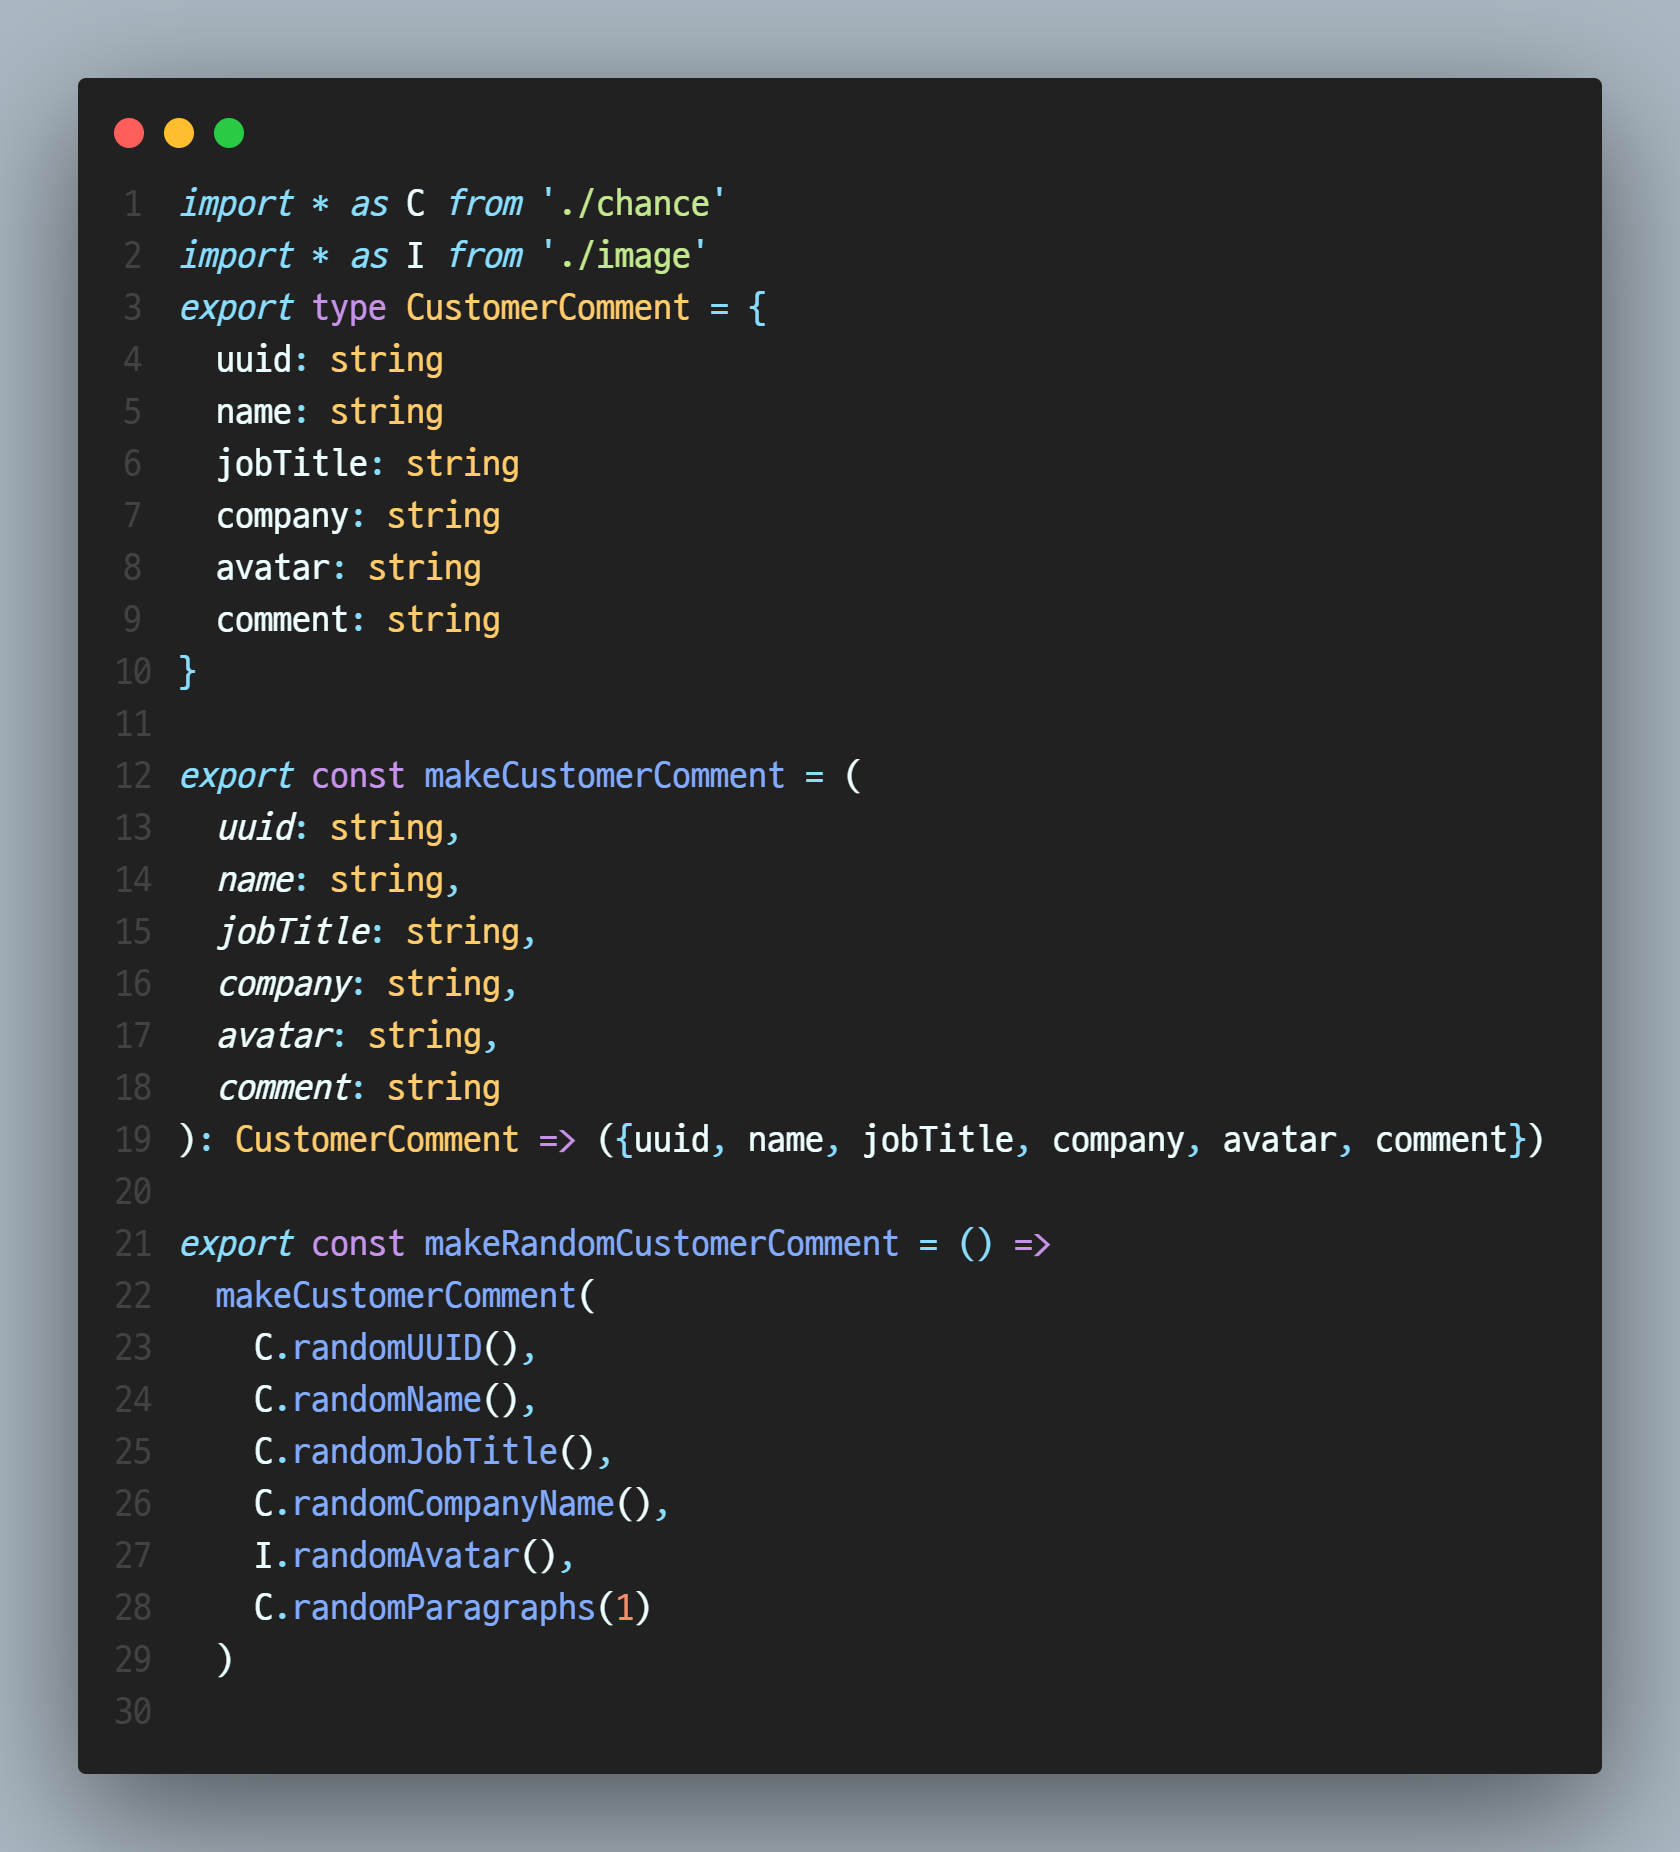 1 import * as C from './chance'
2 import * as I from './image'
3 export type CustomerComment = {
4   uuid: string
5   name: string
6   jobTitle: string
7   company: string
8   avatar: string
9   comment: string
10 }
11
12 export const makeCustomerComment = (
13   uuid: string,
14   name: string,
15   jobTitle: string,
16   company: string,
17   avatar: string,
18   comment: string
19 ): CustomerComment => ({uuid, name, jobTitle, company, avatar, comment})
20
21 export const makeRandomCustomerComment = () =>
22   makeCustomerComment(
23     C.randomUUID(),
24     C.randomName(),
25     C.randomJobTitle(),
26     C.randomCompanyName(),
27     I.randomAvatar(),
28     C.randomParagraphs(1)
29   )
30